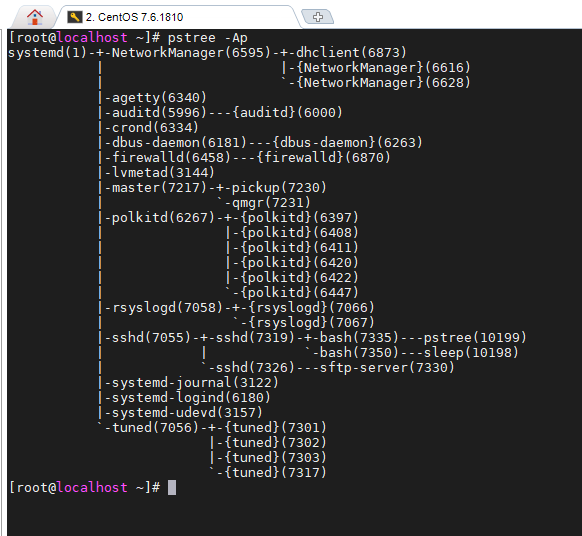 2. CentOS 7.6.1810
[root@localhost ~]# pstree -Ap
systemd(1)-+-NetworkManager(6595)-+-dhclient(6873)
           |                      |-{NetworkManager}(6616)
           |                      `-{NetworkManager}(6628)
           |-agetty(6340)
           |-auditd(5996)---{auditd}(6000)
           |-crond(6334)
           |-dbus-daemon(6181)---{dbus-daemon}(6263)
           |-firewalld(6458)---{firewalld}(6870)
           |-lvmetad(3144)
           |-master(7217)-+-pickup(7230)
           |              `-qmgr(7231)
           |-polkitd(6267)-+-{polkitd}(6397)
           |               |-{polkitd}(6408)
           |               |-{polkitd}(6411)
           |               |-{polkitd}(6420)
           |               |-{polkitd}(6422)
           |               `-{polkitd}(6447)
           |-rsyslogd(7058)-+-{rsyslogd}(7066)
           |                `-{rsyslogd}(7067)
           |-sshd(7055)-+-sshd(7319)-+-bash(7335)---pstree(10199)
           |            |            `-bash(7350)---sleep(10198)
           |            `-sshd(7326)---sftp-server(7330)
           |-systemd-journal(3122)
           |-systemd-logind(6180)
           |-systemd-udevd(3157)
           `-tuned(7056)-+-{tuned}(7301)
                         |-{tuned}(7302)
                         |-{tuned}(7303)
                         `-{tuned}(7317)
[root@localhost ~]#